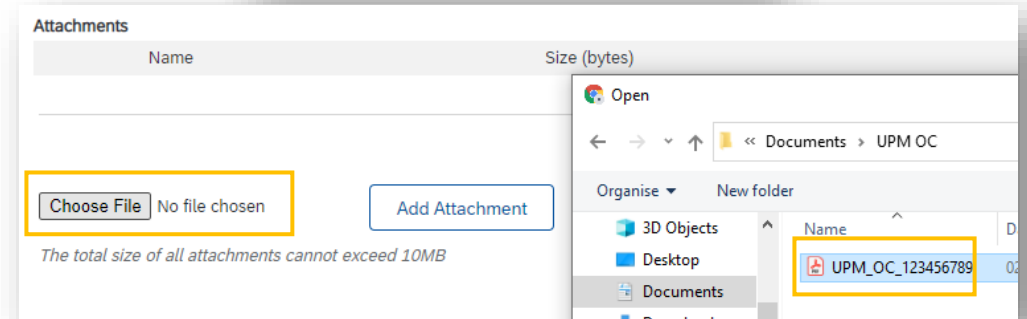 Attachments
Name Size (bytes)
Choose File No file chosen
Add Attachment
The total size of all attachments cannot exceed 10MB
Open
« Documents › UPM OC
Organise New folder
3D Objects
Desktop
Documents
Name
UPM_OC_123456789